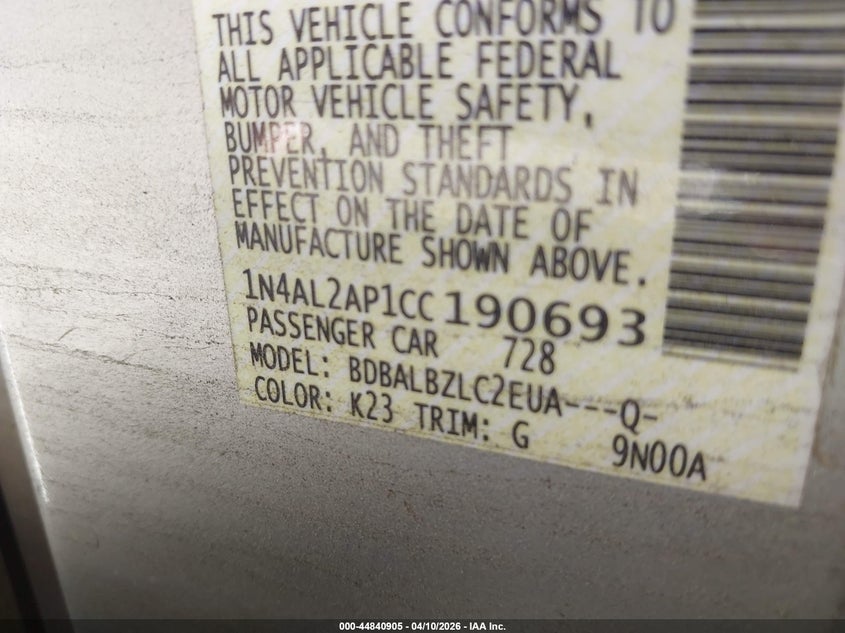 THIS VEHICLE CONFORMS TO
ALL APPLICABLE FEDERAL
MOTOR VEHICLE SAFETY,
BUMPER, AND THEFT
PREVENTION STANDARDS IN
EFFECT ON THE DATE OF
MANUFACTURE SHOWN ABOVE.
1N4AL2AP1CC190693
PASSENGER CAR 728
MODEL: BDBALBZLC2EUA---Q-
COLOR: K23 TRIM: G 9N00A
000-44840905 - 04/10/2026 - IAA Inc.